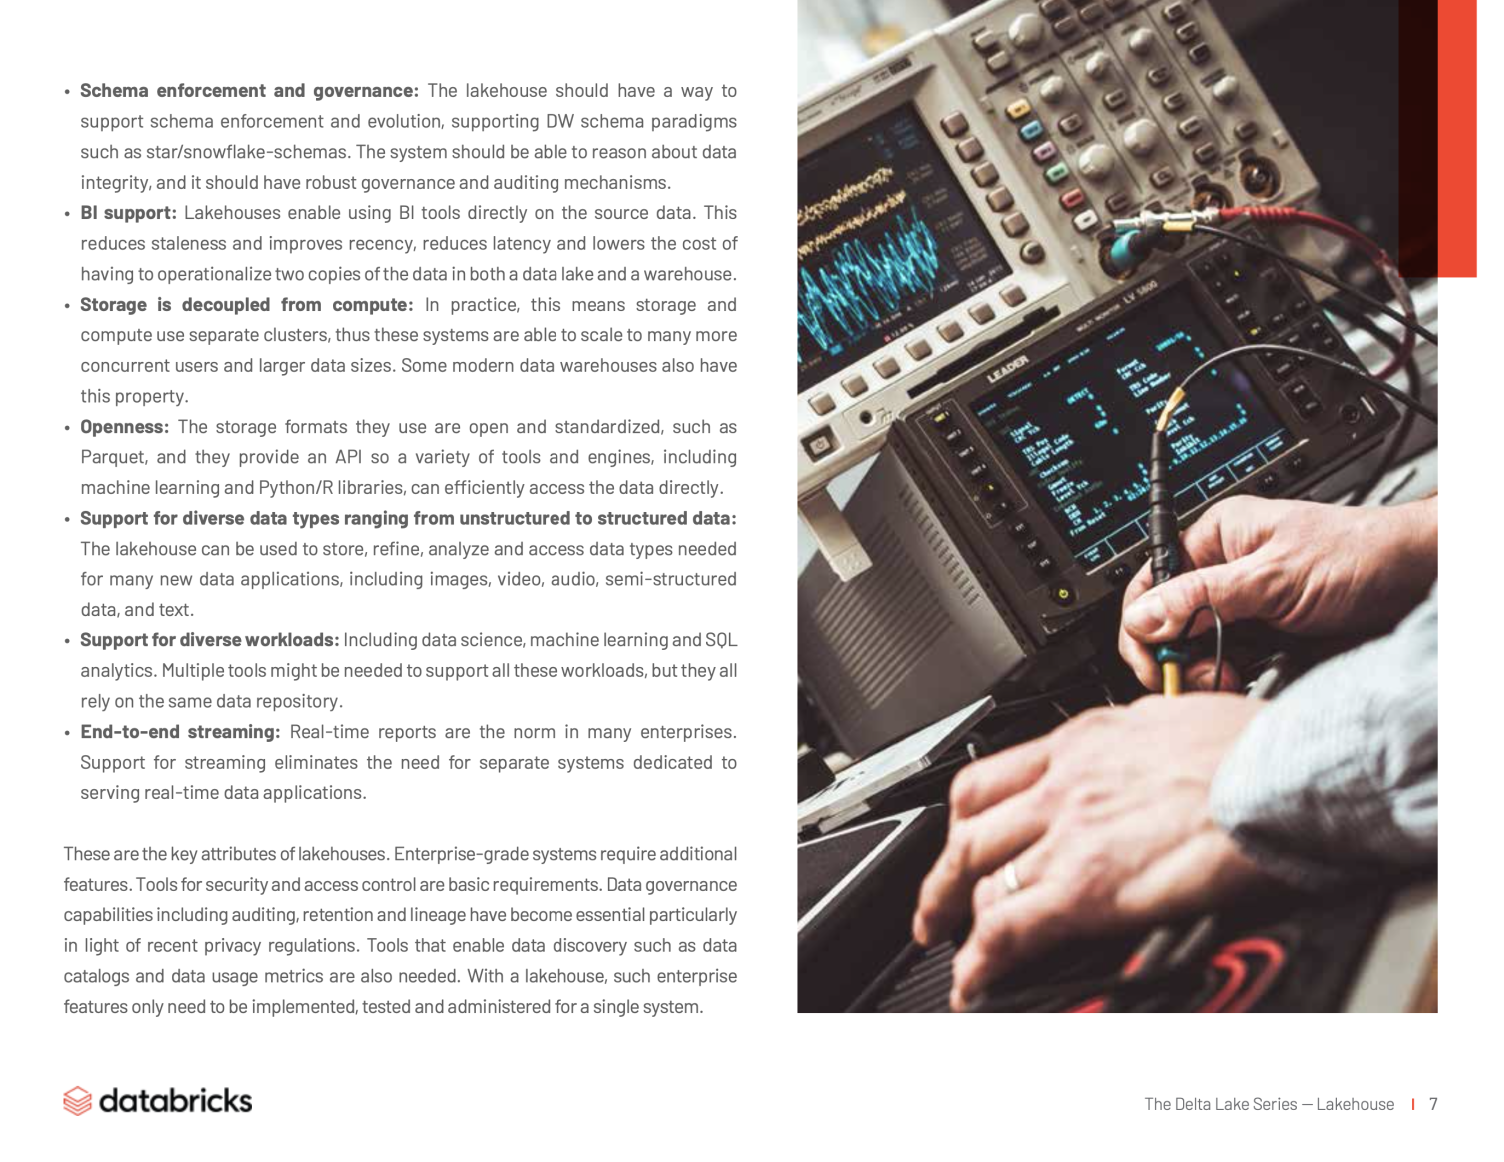 • Schema enforcement and governance: The lakehouse should have a way to
support schema enforcement and evolution, supporting DW schema paradigms
such as star/snowflake-schemas. The system should be able to reason about data
integrity, and it should have robust governance and auditing mechanisms.
• BI support: Lakehouses enable using BI tools directly on the source data. This
reduces staleness and improves recency, reduces latency and lowers the cost of
having to operationalize two copies of the data in both a data lake and a warehouse.
• Storage is decoupled from compute: In practice, this means storage and
compute use separate clusters, thus these systems are able to scale to many more
concurrent users and larger data sizes. Some modern data warehouses also have
this property.
• Openness: The storage formats they use are open and standardized, such as
Parquet, and they provide an API so a variety of tools and engines, including
machine learning and Python/R libraries, can efficiently access the data directly.
• Support for diverse data types ranging from unstructured to structured data:
The lakehouse can be used to store, refine, analyze and access data types needed
for many new data applications, including images, video, audio, semi-structured
data, and text.
• Support for diverse workloads: Including data science, machine learning and SQL
analytics. Multiple tools might be needed to support all these workloads, but they all
rely on the same data repository.
• End-to-end streaming: Real-time reports are the norm in many enterprises.
Support for streaming eliminates the need for separate systems dedicated to
serving real-time data applications.
These are the key attributes of lakehouses. Enterprise-grade systems require additional
features. Tools for security and access control are basic requirements. Data governance
capabilities including auditing, retention and lineage have become essential particularly
in light of recent privacy regulations. Tools that enable data discovery such as data
catalogs and data usage metrics are also needed. With a lakehouse, such enterprise
features only need to be implemented, tested and administered for a single system.
LEADER
MULTI MONITOR LV 5800
DETECT
Signal
Format
Line Number
Parity
Checksum
From Reset
databricks
The Delta Lake Series — Lakehouse | 7